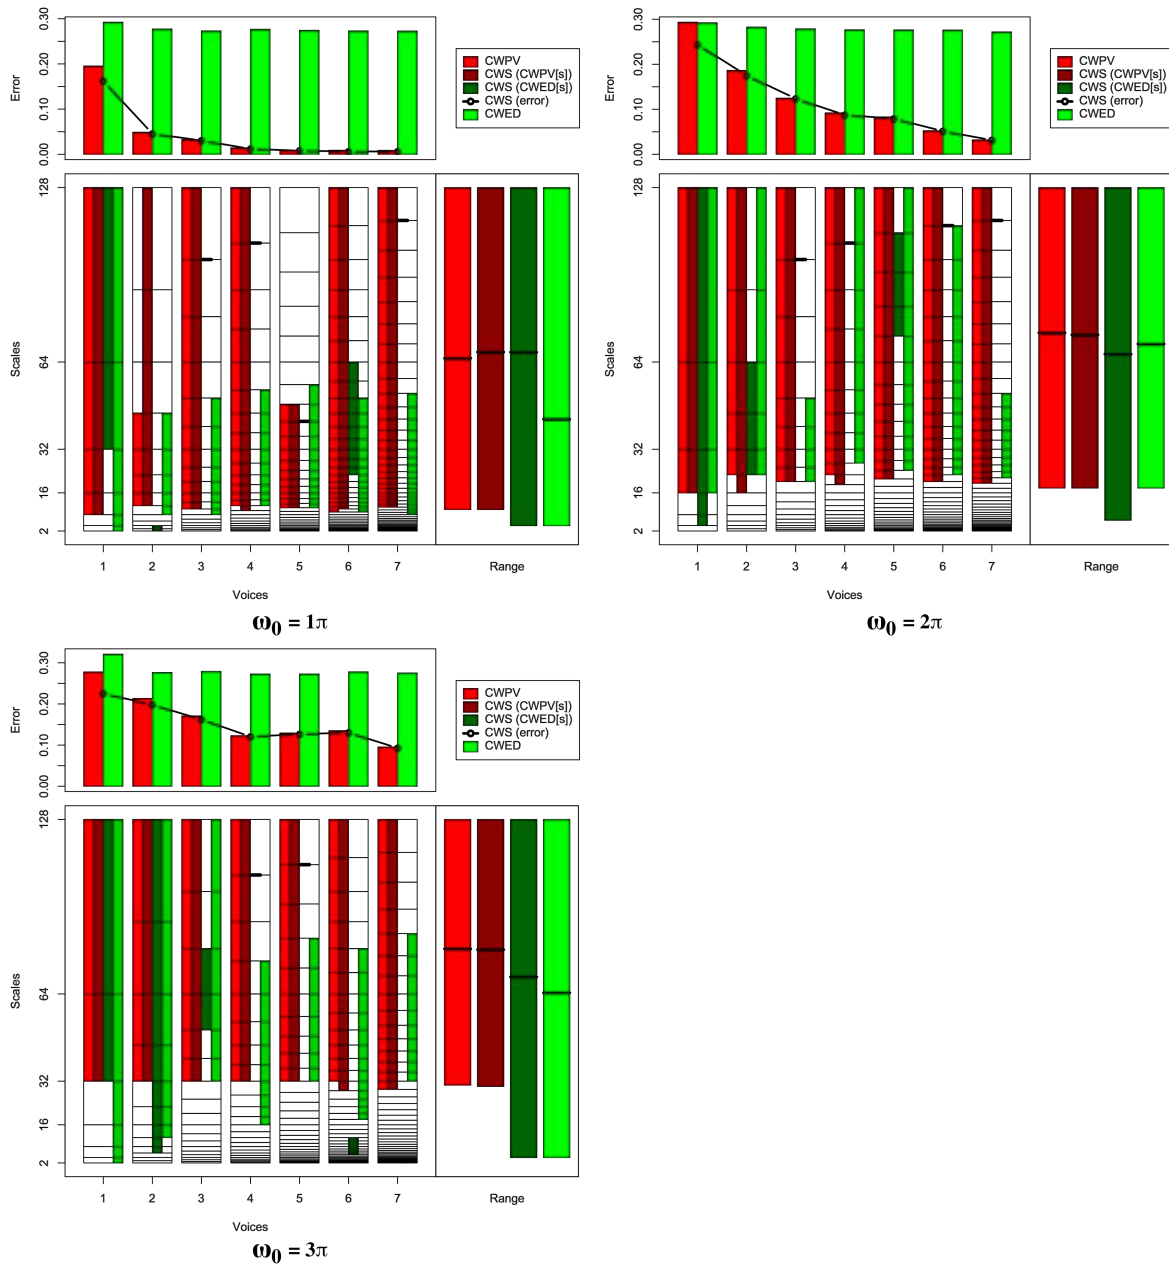 0.30
0.20
0.10
0.00
Error
CWPV
CWS (CWPV[s])
CWS (CWED[s])
CWS (error)
CWED
128
64
32
16
2
Scales
1 2 3 4 5 6 7
Range
Voices
ω0 = 1π
0.30
0.20
0.10
0.00
Error
CWPV
CWS (CWPV[s])
CWS (CWED[s])
CWS (error)
CWED
128
64
32
16
2
Scales
1 2 3 4 5 6 7
Range
Voices
ω0 = 2π
0.30
0.20
0.10
0.00
Error
CWPV
CWS (CWPV[s])
CWS (CWED[s])
CWS (error)
CWED
128
64
32
16
2
Scales
1 2 3 4 5 6 7
Range
Voices
ω0 = 3π